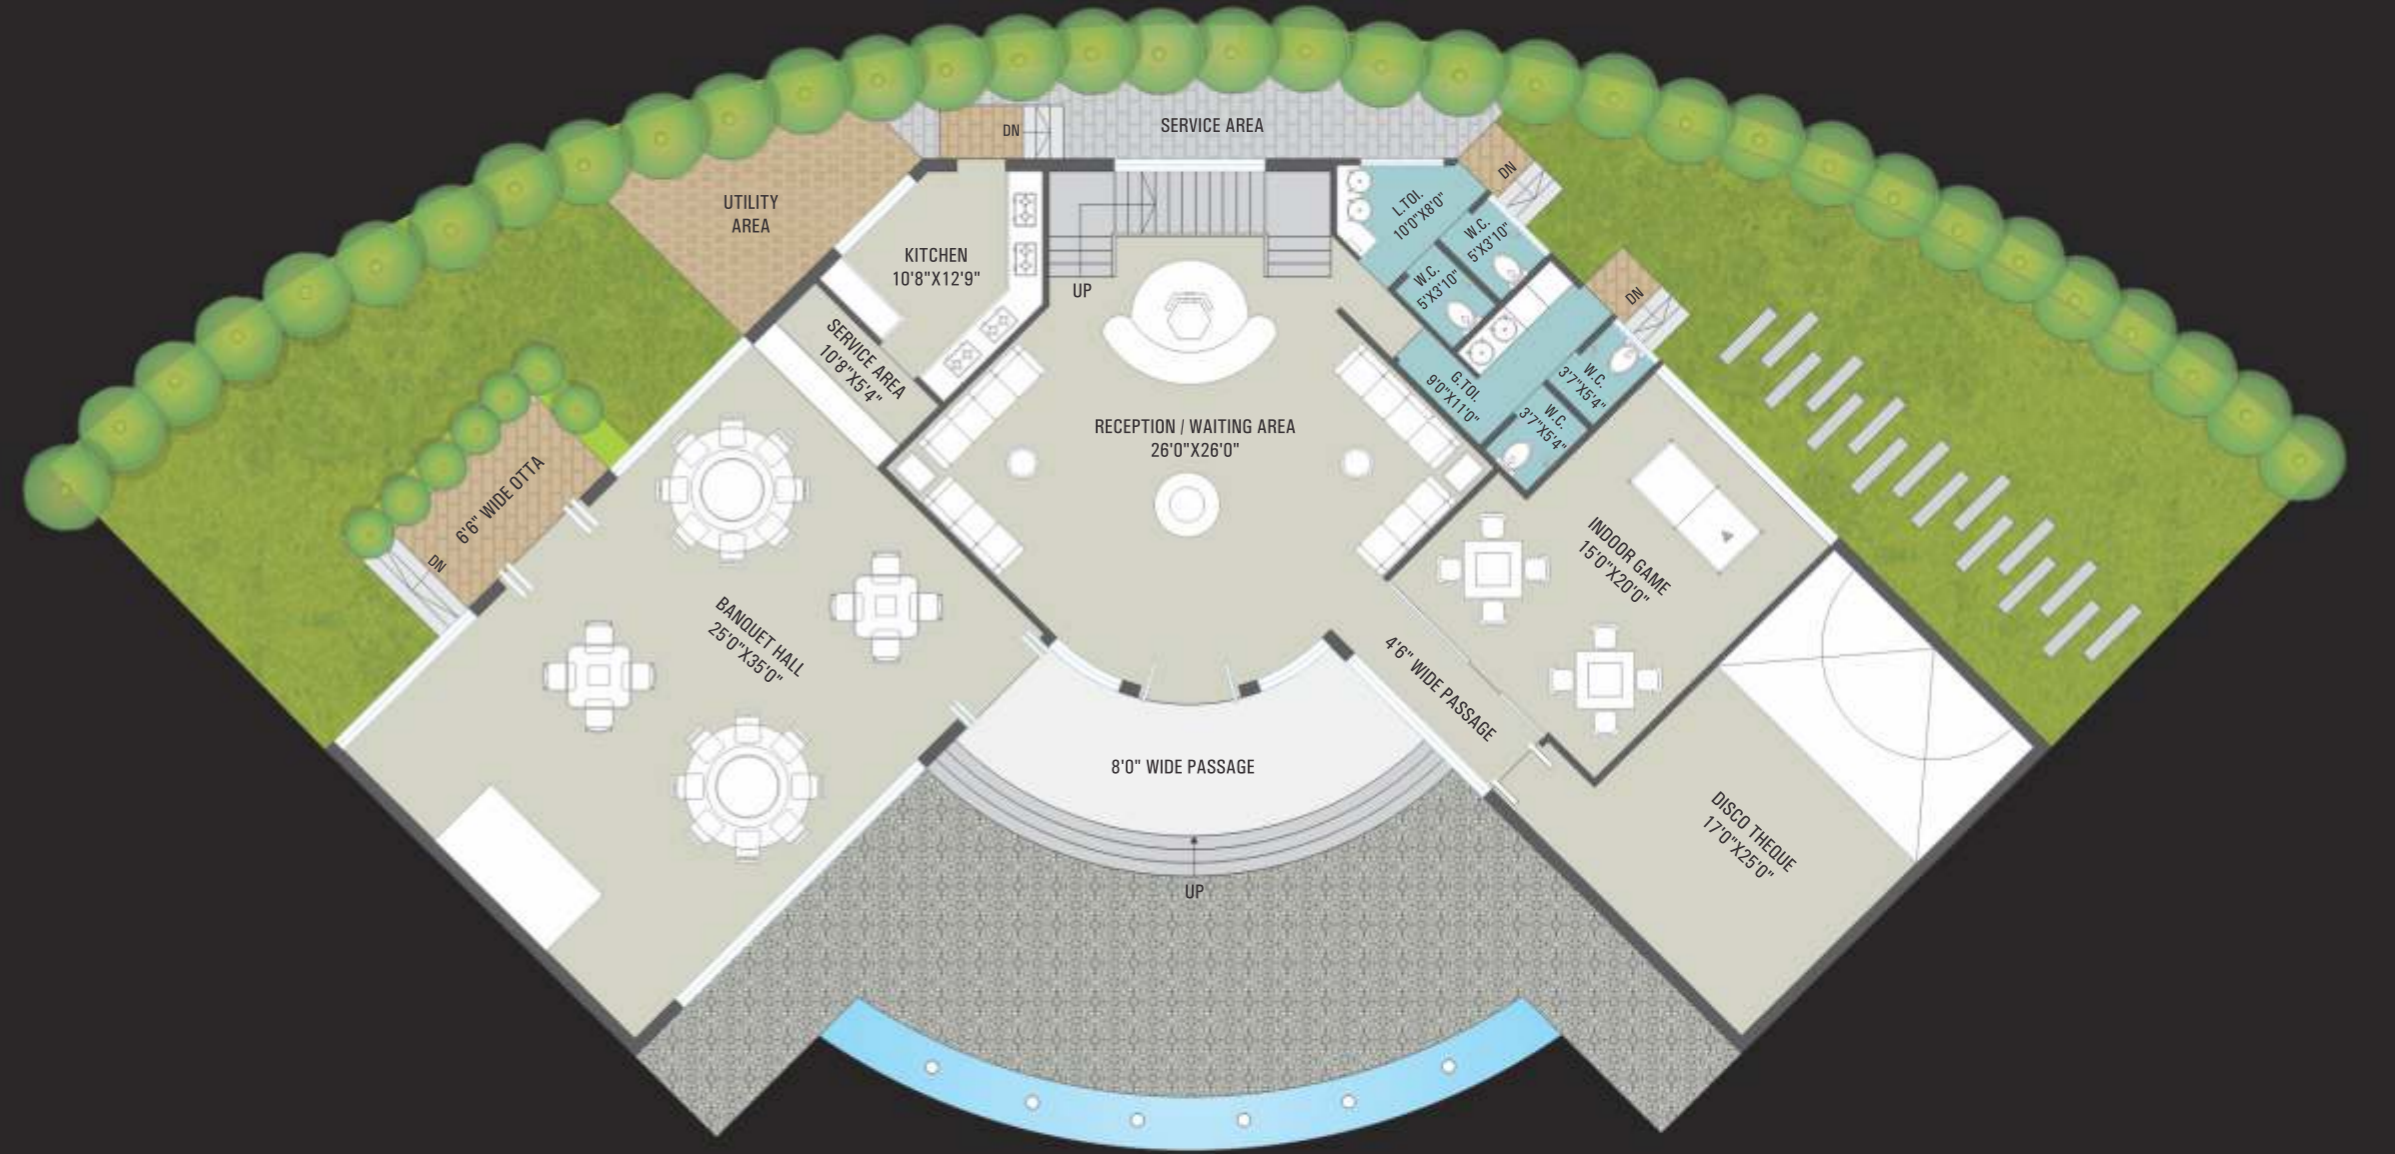 DN
SERVICE AREA
DN
UTILITY
AREA
L.TOI.
10'0"X8'0"
W.C.
5'X3'10"
KITCHEN
10'8"X12'9"
UP
W.C.
5'X3'10"
DN
SERVICE AREA
10'8"X5'4"
G.TOI.
9'0"X11'0"
W.C.
3'7"X5'4"
W.C.
3'7"X5'4"
RECEPTION / WAITING AREA
26'0"X26'0"
6'6" WIDE OTTA
DN
INDOOR GAME
15'0"X20'0"
BANQUET HALL
25'0"X35'0"
4'6" WIDE PASSAGE
8'0" WIDE PASSAGE
DISCO THEQUE
17'0"X25'0"
UP